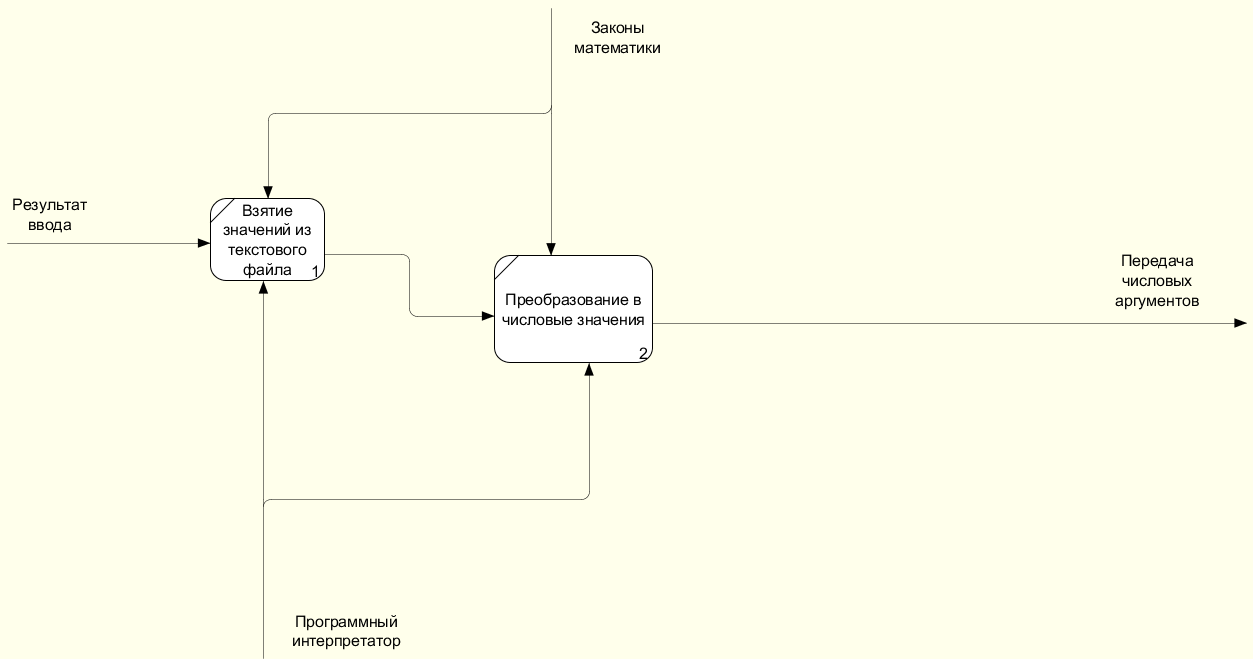 Законы
математики
Результат
ввода
Взятие
значений из
текстового
файла
1
Преобразование в
числовые значения
2
Передача
числовых
аргументов
Программный
интерпретатор